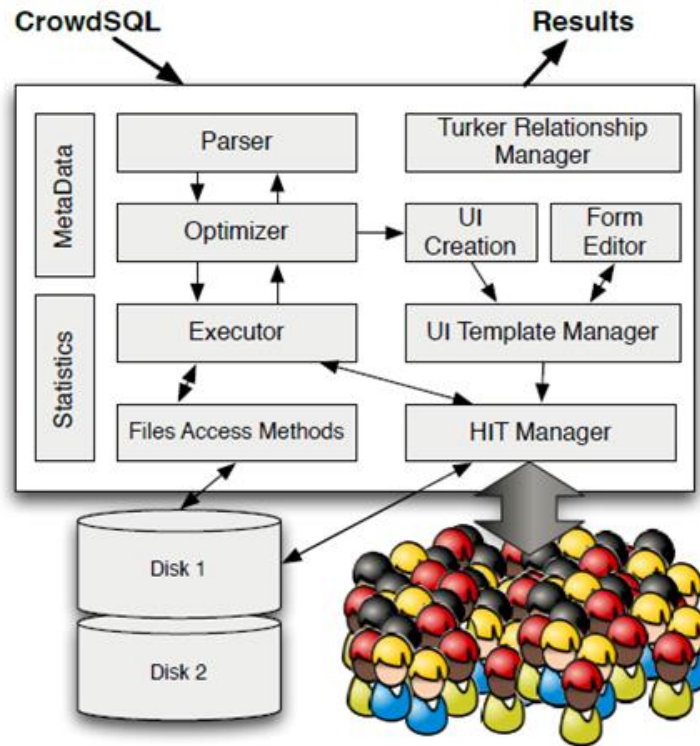 CrowdSQL
Results
MetaData
Statistics
Parser
Optimizer
Executor
Files Access Methods
Turker Relationship
Manager
UI
Creation
Form
Editor
UI Template Manager
HIT Manager
Disk 1
Disk 2